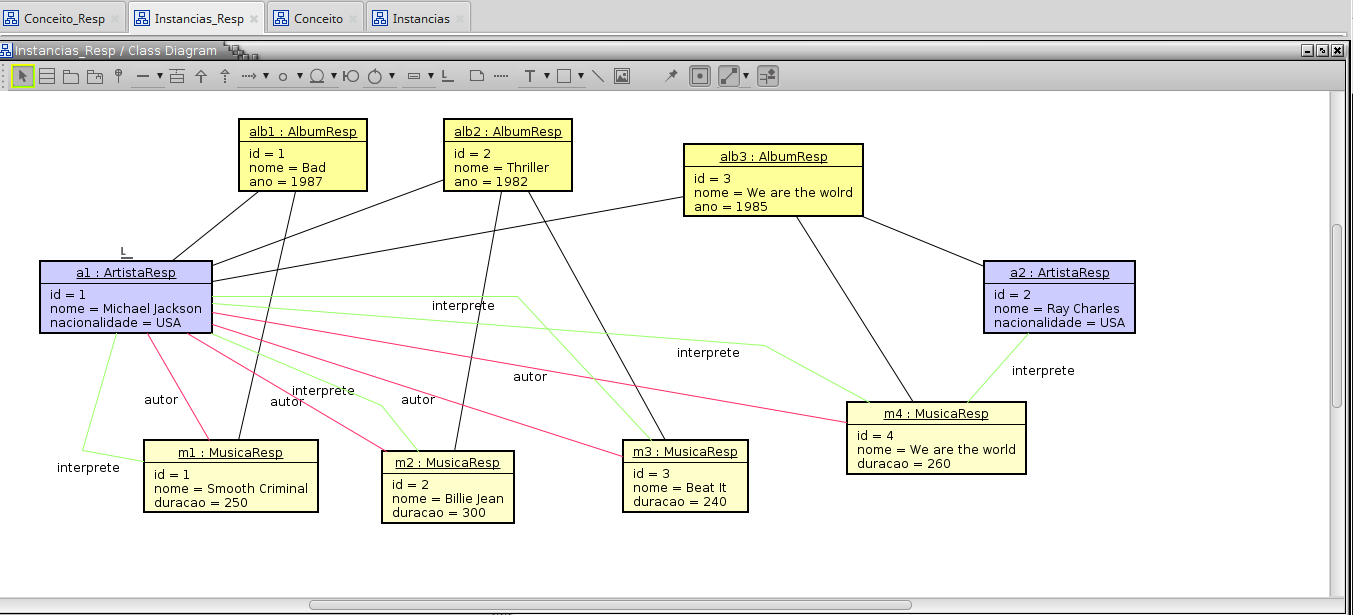 Conceito_Resp
Instancias_Resp
Conceito
Instancias
Instancias_Resp / Class Diagram
alb1 : AlbumResp
id = 1
nome = Bad
ano = 1987
alb2 : AlbumResp
id = 2
nome = Thriller
ano = 1982
alb3 : AlbumResp
id = 3
nome = We are the wolrd
ano = 1985
a1 : ArtistaResp
id = 1
nome = Michael Jackson
nacionalidade = USA
a2 : ArtistaResp
id = 2
nome = Ray Charles
nacionalidade = USA
interprete
interprete
interprete
autor
interprete
autor
autor
autor
interprete
m1 : MusicaResp
id = 1
nome = Smooth Criminal
duracao = 250
m2 : MusicaResp
id = 2
nome = Billie Jean
duracao = 300
m3 : MusicaResp
id = 3
nome = Beat It
duracao = 240
m4 : MusicaResp
id = 4
nome = We are the world
duracao = 260